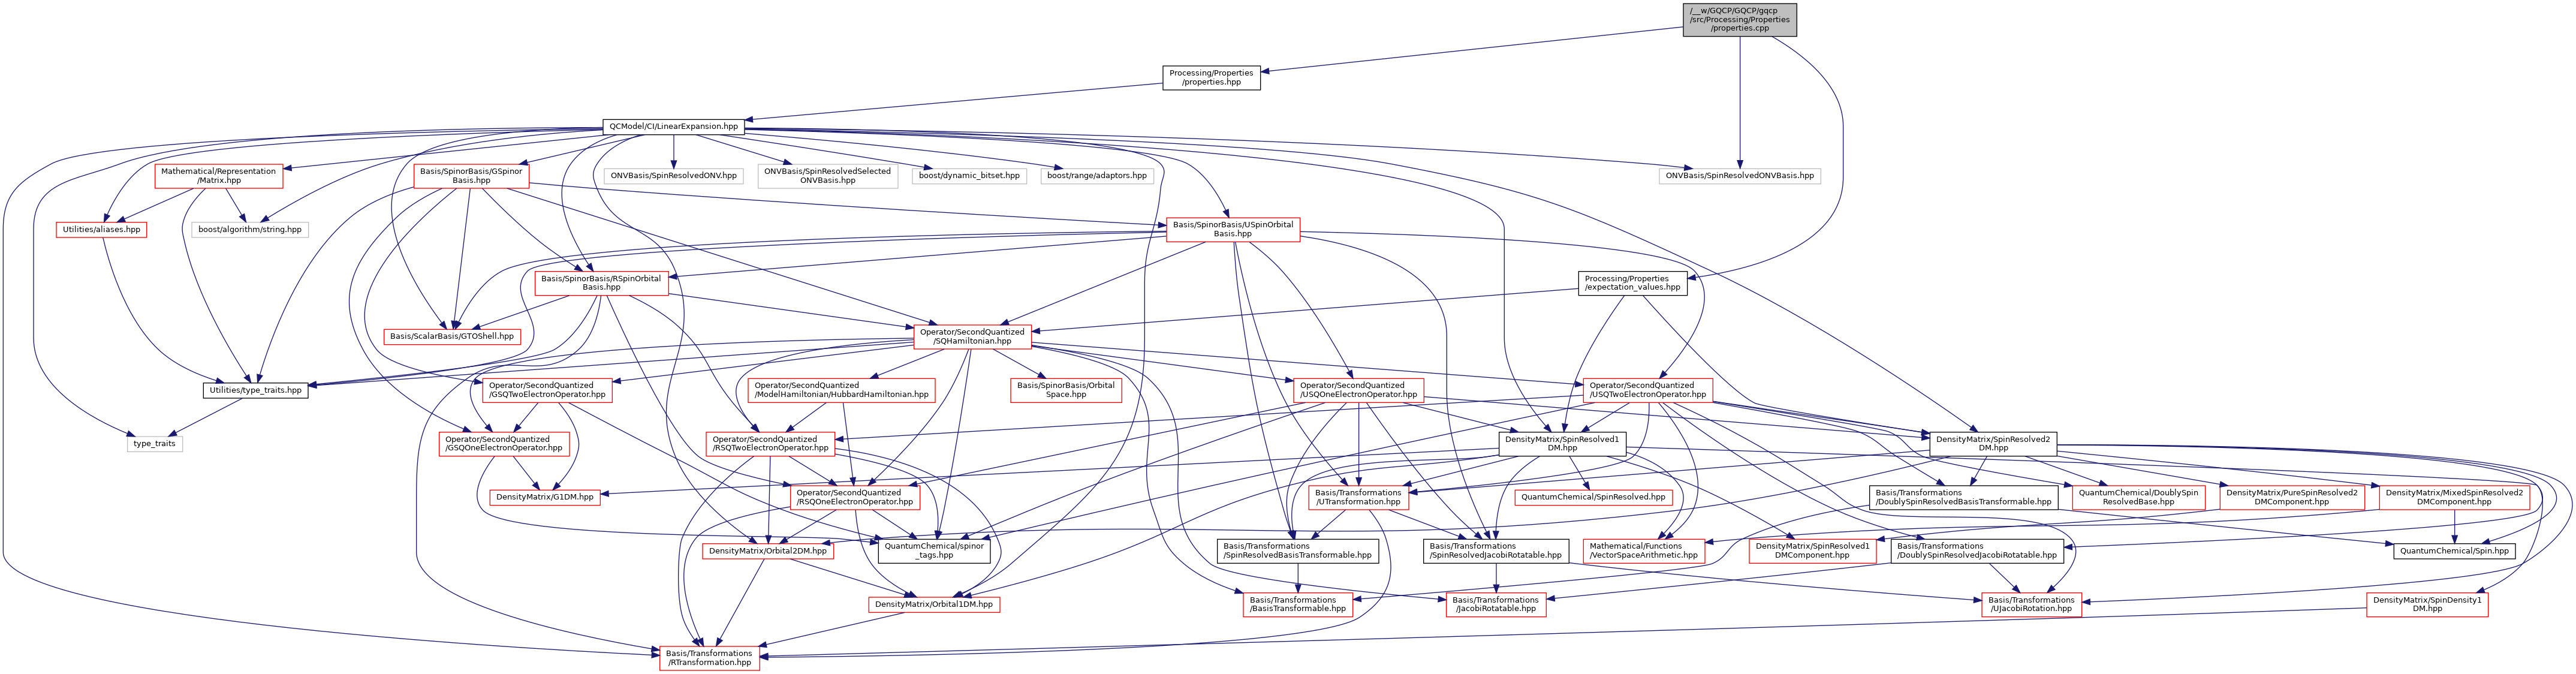 /__w/GQCP/GQCP/gqcp
/src/Processing/Properties
/properties.cpp
Processing/Properties
/properties.hpp
QCModel/CI/LinearExpansion.hpp
Mathematical/Representation
/Matrix.hpp
Basis/SpinorBasis/GSpinor
Basis.hpp
ONVBasis/SpinResolvedONV.hpp
ONVBasis/SpinResolvedSelected
ONVBasis.hpp
boost/dynamic_bitset.hpp
boost/range/adaptors.hpp
ONVBasis/SpinResolvedONVBasis.hpp
Utilities/aliases.hpp
boost/algorithm/string.hpp
Basis/SpinorBasis/USpinOrbital
Basis.hpp
Basis/SpinorBasis/RSpinOrbital
Basis.hpp
Processing/Properties
/expectation_values.hpp
Basis/ScalarBasis/GTOShell.hpp
Operator/SecondQuantized
/SQHamiltonian.hpp
Utilities/type_traits.hpp
Operator/SecondQuantized
/GSQTwoElectronOperator.hpp
Operator/SecondQuantized
/ModelHamiltonian/HubbardHamiltonian.hpp
Basis/SpinorBasis/Orbital
Space.hpp
Operator/SecondQuantized
/USQOneElectronOperator.hpp
Operator/SecondQuantized
/USQTwoElectronOperator.hpp
type_traits
Operator/SecondQuantized
/GSQOneElectronOperator.hpp
Operator/SecondQuantized
/RSQTwoElectronOperator.hpp
DensityMatrix/SpinResolved1
DM.hpp
DensityMatrix/SpinResolved2
DM.hpp
DensityMatrix/G1DM.hpp
Operator/SecondQuantized
/RSQOneElectronOperator.hpp
Basis/Transformations
/UTransformation.hpp
QuantumChemical/SpinResolved.hpp
Basis/Transformations
/DoublySpinResolvedBasisTransformable.hpp
QuantumChemical/DoublySpin
ResolvedBase.hpp
DensityMatrix/PureSpinResolved2
DMComponent.hpp
DensityMatrix/MixedSpinResolved2
DMComponent.hpp
DensityMatrix/Orbital2DM.hpp
QuantumChemical/spinor
_tags.hpp
Basis/Transformations
/SpinResolvedBasisTransformable.hpp
Basis/Transformations
/SpinResolvedJacobiRotatable.hpp
Mathematical/Functions
/VectorSpaceArithmetic.hpp
DensityMatrix/SpinResolved1
DMComponent.hpp
Basis/Transformations
/DoublySpinResolvedJacobiRotatable.hpp
QuantumChemical/Spin.hpp
DensityMatrix/Orbital1DM.hpp
Basis/Transformations
/BasisTransformable.hpp
Basis/Transformations
/JacobiRotatable.hpp
Basis/Transformations
/UJacobiRotation.hpp
DensityMatrix/SpinDensity1
DM.hpp
Basis/Transformations
/RTransformation.hpp